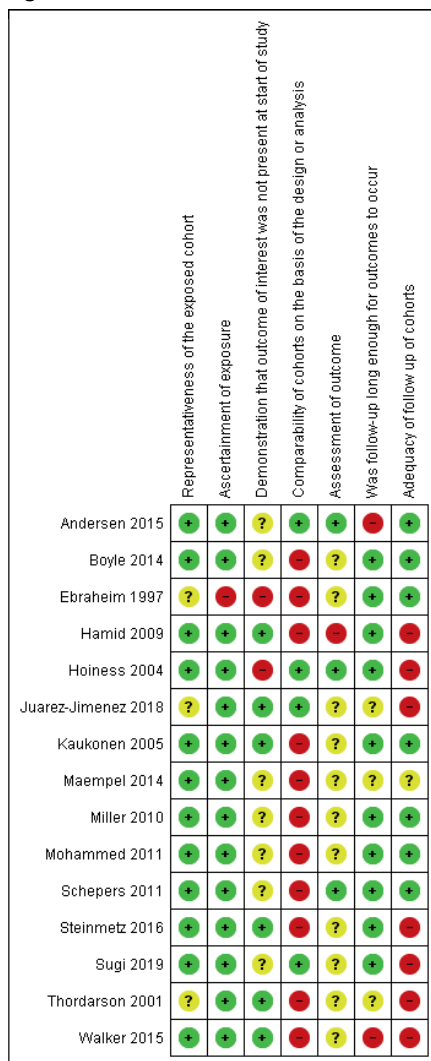 Representativeness of the exposed cohort
Ascertainment of exposure
Demonstration that outcome of interest was not present at start of study
Comparability of cohorts on the basis of the design or analysis
Assessment of outcome
Was follow-up long enough for outcomes to occur
Adequacy of follow up of cohorts
Andersen 2015 + + ? + + - +
Boyle 2014 + + ? - ? + +
Ebraheim 1997 ? - - - ? + +
Hamid 2009 + + + - - + -
Hoiness 2004 + + - + + + -
Juarez-Jimenez 2018 ? + + + ? ? -
Kaukonen 2005 + + + - ? + +
Maempel 2014 + + ? - ? ? ?
Miller 2010 + + ? - ? + +
Mohammed 2011 + + ? - ? + +
Schepers 2011 + + ? - + + +
Steinmetz 2016 + + + - ? + -
Sugi 2019 + + ? + ? + -
Thordarson 2001 ? + + - ? ? -
Walker 2015 + + + - ? - -